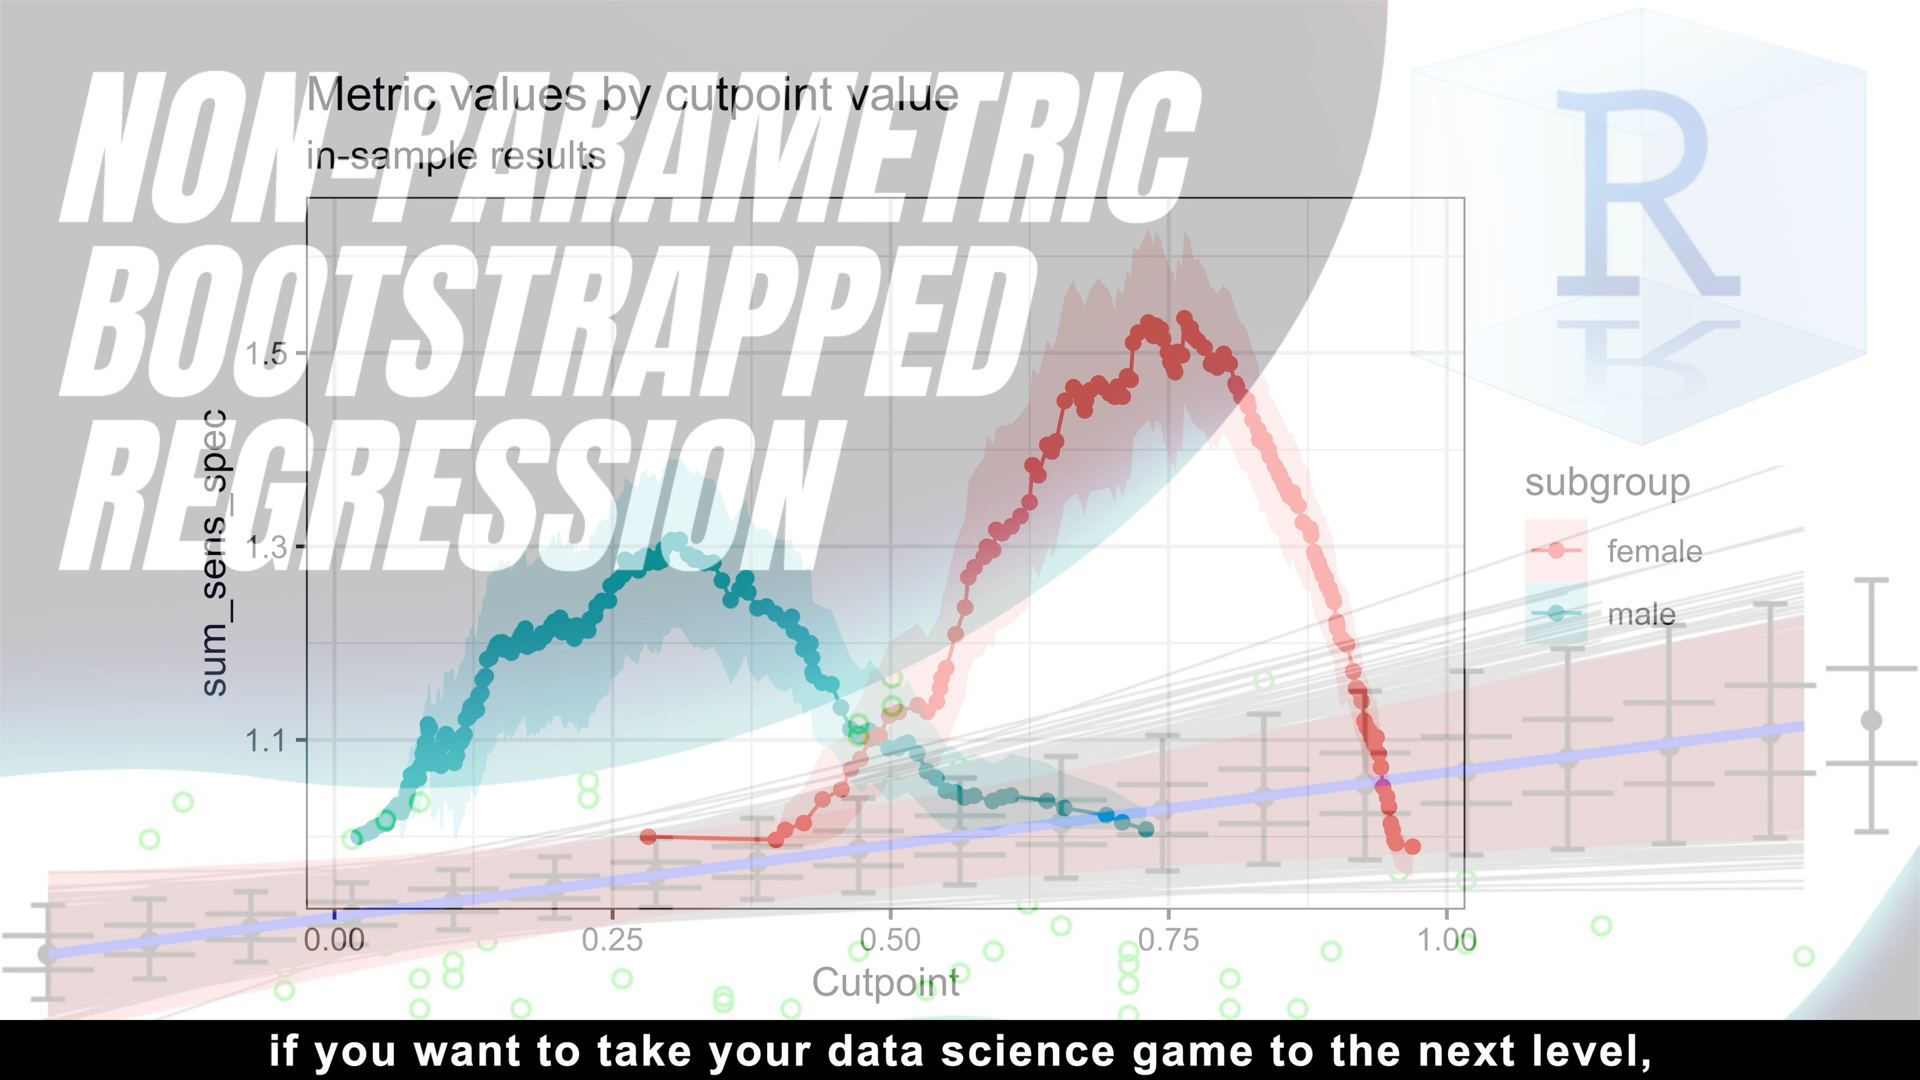 NON-PARAMETRIC
BOOTSTRAPPED
REGRESSION
Metric values by cutpoint value
in-sample results
R
sum_sens_spec
1.5
1.3
1.1
0.00 0.25 0.50 0.75 1.00
Cutpoint
subgroup
female
male
if you want to take your data science game to the next level,